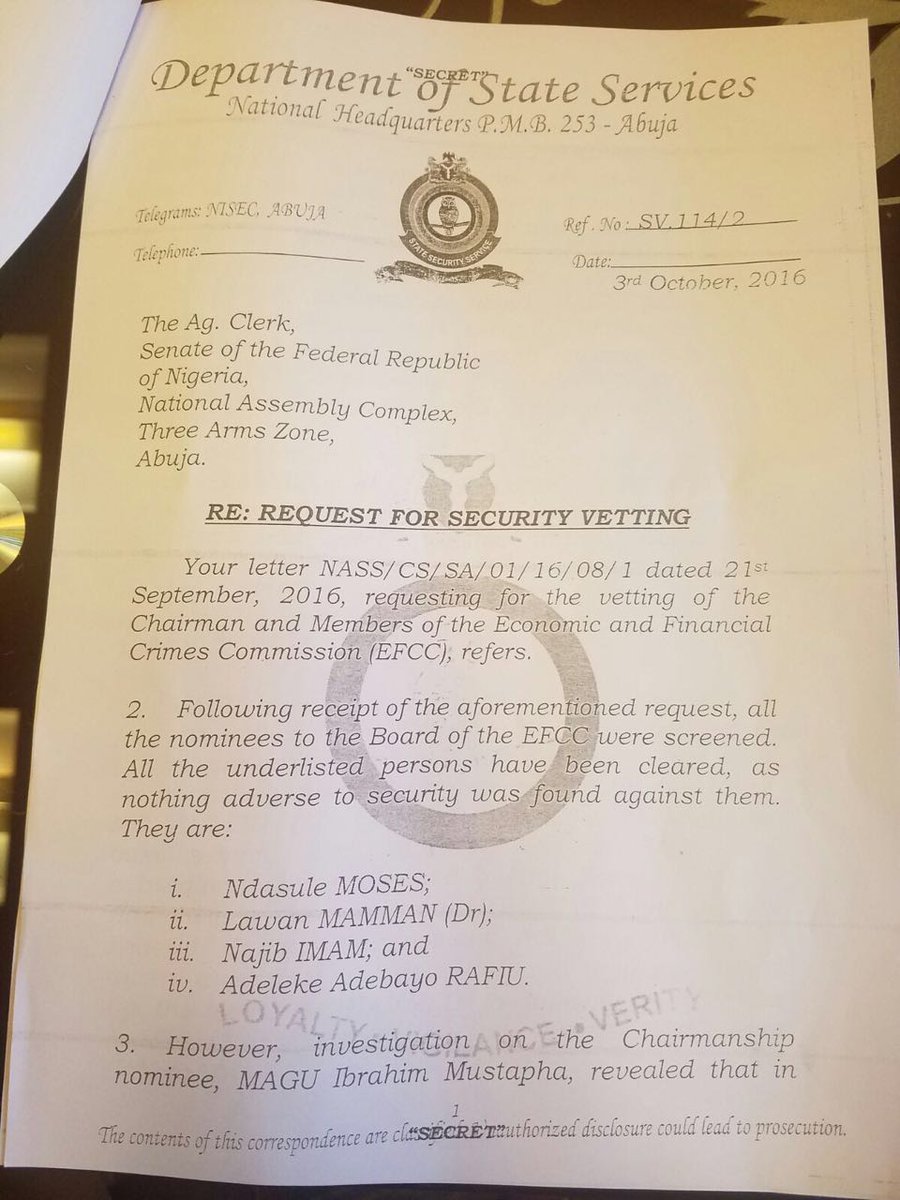 "SECRET"
Department of State Services
National Headquarters P.M.B. 253 - Abuja
Telegrams: NISEC, ABUJA
Ref. No: SV.114/2
Telephone:
Date:
3rd October, 2016
STATE SECURITY SERVICE
The Ag. Clerk,
Senate of the Federal Republic
of Nigeria,
National Assembly Complex,
Three Arms Zone,
Abuja.
RE: REQUEST FOR SECURITY VETTING
Your letter NASS/CS/SA/01/16/08/1 dated 21st
September, 2016, requesting for the vetting of the
Chairman and Members of the Economic and Financial
Crimes Commission (EFCC), refers.
2. Following receipt of the aforementioned request, all
the nominees to the Board of the EFCC were screened.
All the underlisted persons have been cleared, as
nothing adverse to security was found against them.
They are:
i. Ndasule MOSES;
ii. Lawan MAMMAN (Dr);
iii. Najib IMAM; and
iv. Adeleke Adebayo RAFIU.
LOYALTY • VIGILANCE • VERITY
3. However, investigation on the Chairmanship
nominee, MAGU Ibrahim Mustapha, revealed that in
1
The contents of this correspondence are "SECRET" authorized disclosure could lead to prosecution.